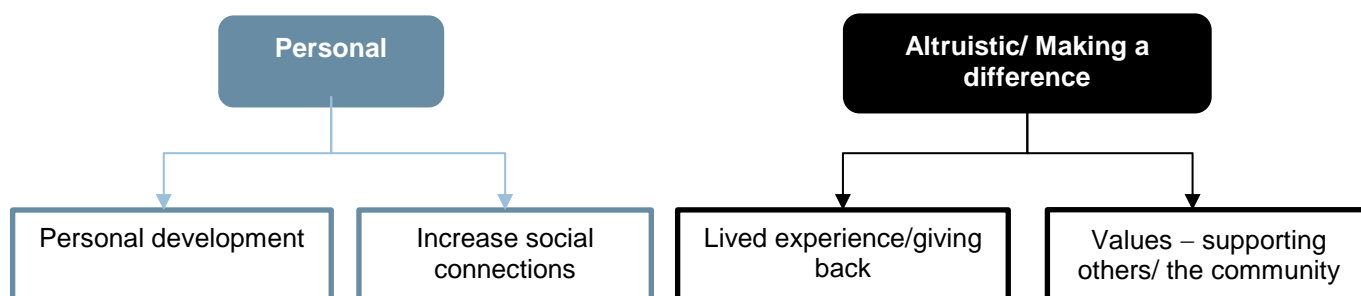 Personal
Altruistic/ Making a
difference
Personal development
Increase social
connections
Lived experience/giving
back
Values – supporting
others/ the community